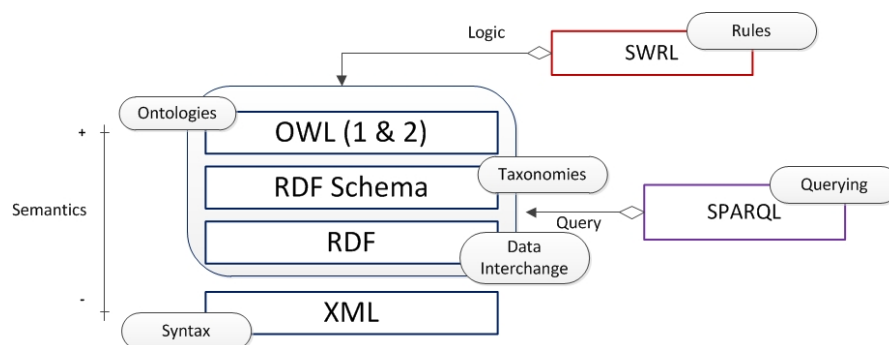 Logic
Rules
SWRL
Ontologies
+
OWL (1 & 2)
Taxonomies
RDF Schema
Querying
Semantics
SPARQL
Query
RDF
Data
Interchange
-
XML
Syntax